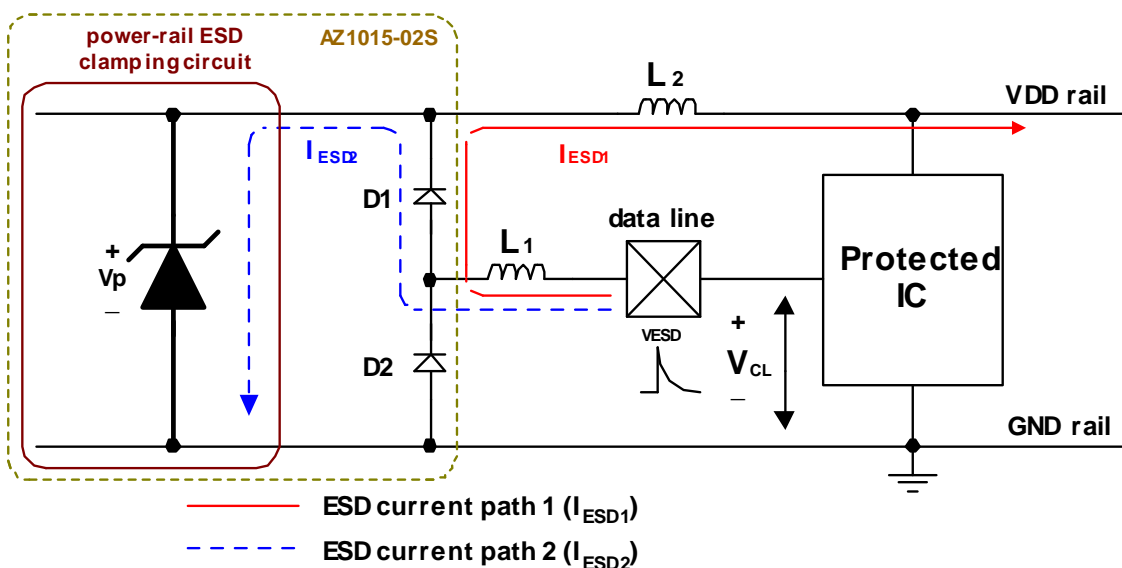 power-rail ESD
clamping circuit
AZ1015-02S
L2
VDD rail
IESD2
IESD1
D1
data line
L1
+
Vp
_
Protected
IC
VESD
+
VCL
_
D2
GND rail
ESD current path 1 (IESD1)
ESD current path 2 (IESD2)